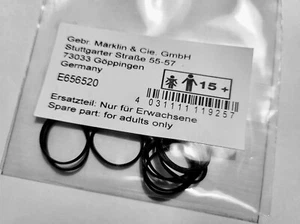 Gebr. Märklin & Cie. GmbH
Stuttgarter Straße 55-57
73033 Göppingen
Germany
E656520
15 +
4 031111 119257
Ersatzteil: Nur für Erwachsene
Spare part: for adults only